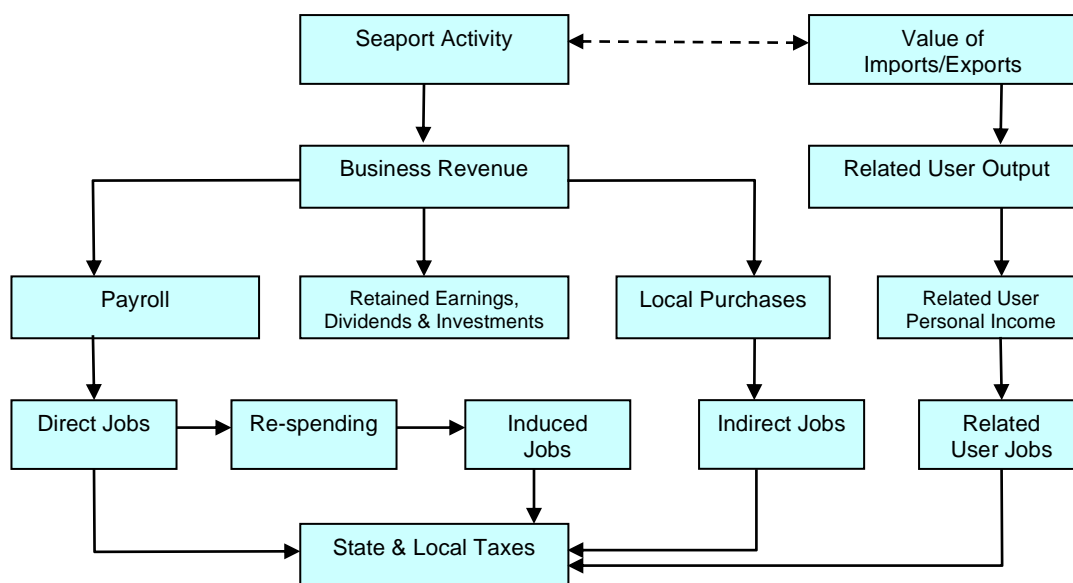 Seaport Activity
Value of
Imports/Exports
Business Revenue
Related User Output
Payroll
Retained Earnings,
Dividends & Investments
Local Purchases
Related User
Personal Income
Direct Jobs
Re-spending
Induced
Jobs
Indirect Jobs
Related
User Jobs
State & Local Taxes